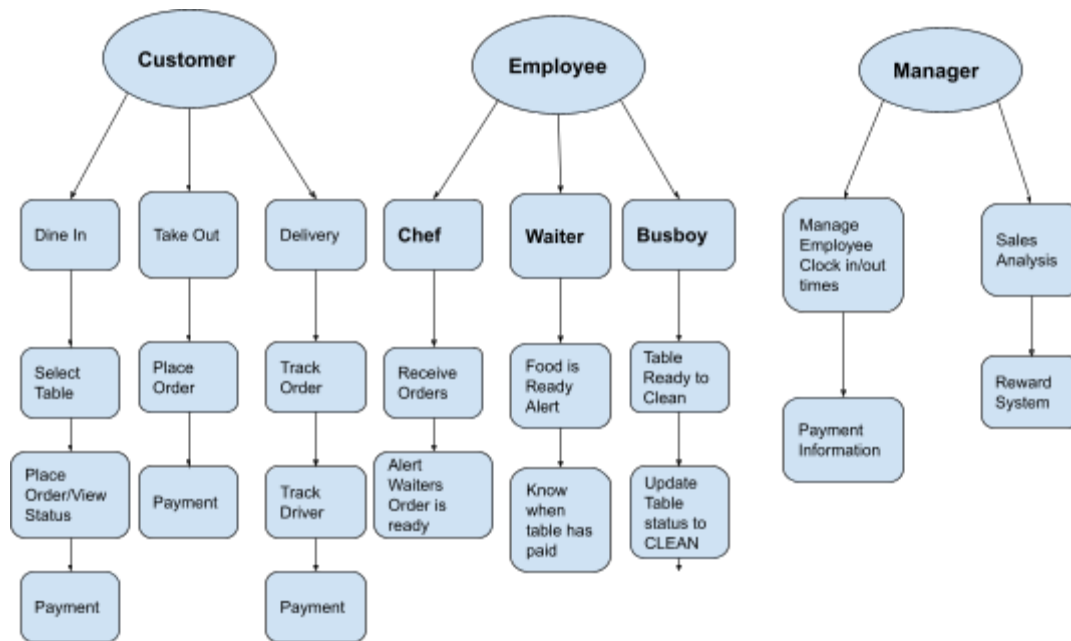 Customer
Employee
Manager
Dine In
Take Out
Delivery
Chef
Waiter
Busboy
Manage
Employee
Clock in/out
times
Sales
Analysis
Select
Table
Place
Order
Track
Order
Receive
Orders
Food is
Ready
Alert
Table
Ready to
Clean
Payment
Information
Reward
System
Place
Order/View
Status
Payment
Track
Driver
Alert
Waiters
Order is
ready
Know
when
table has
paid
Update
Table
status to
CLEAN
Payment
Payment